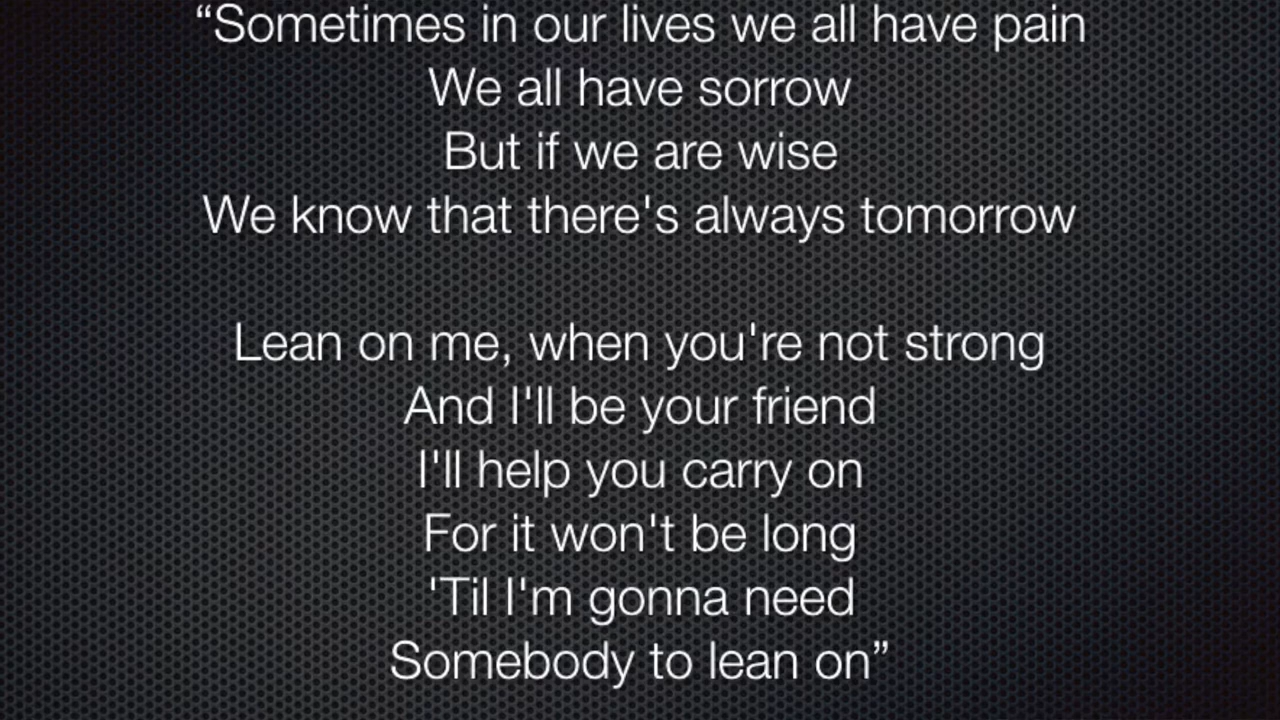 “Sometimes in our lives we all have pain
We all have sorrow
But if we are wise
We know that there's always tomorrow
Lean on me, when you're not strong
And I'll be your friend
I'll help you carry on
For it won't be long
'Til I'm gonna need
Somebody to lean on”